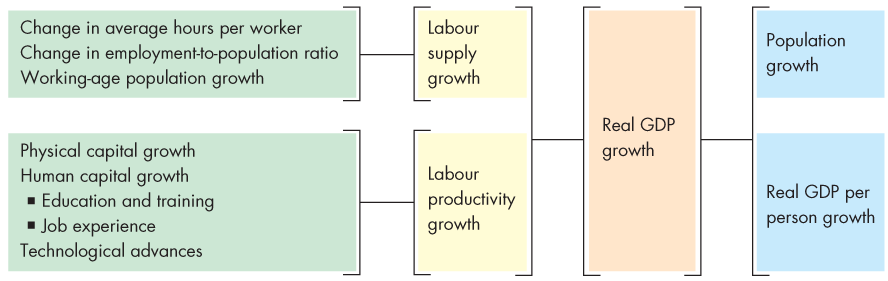 Change in average hours per worker
Change in employment-to-population ratio
Working-age population growth
Labour
supply
growth
Physical capital growth
Human capital growth
▪ Education and training
▪ Job experience
Technological advances
Labour
productivity
growth
Real GDP
growth
Population
growth
Real GDP per
person growth